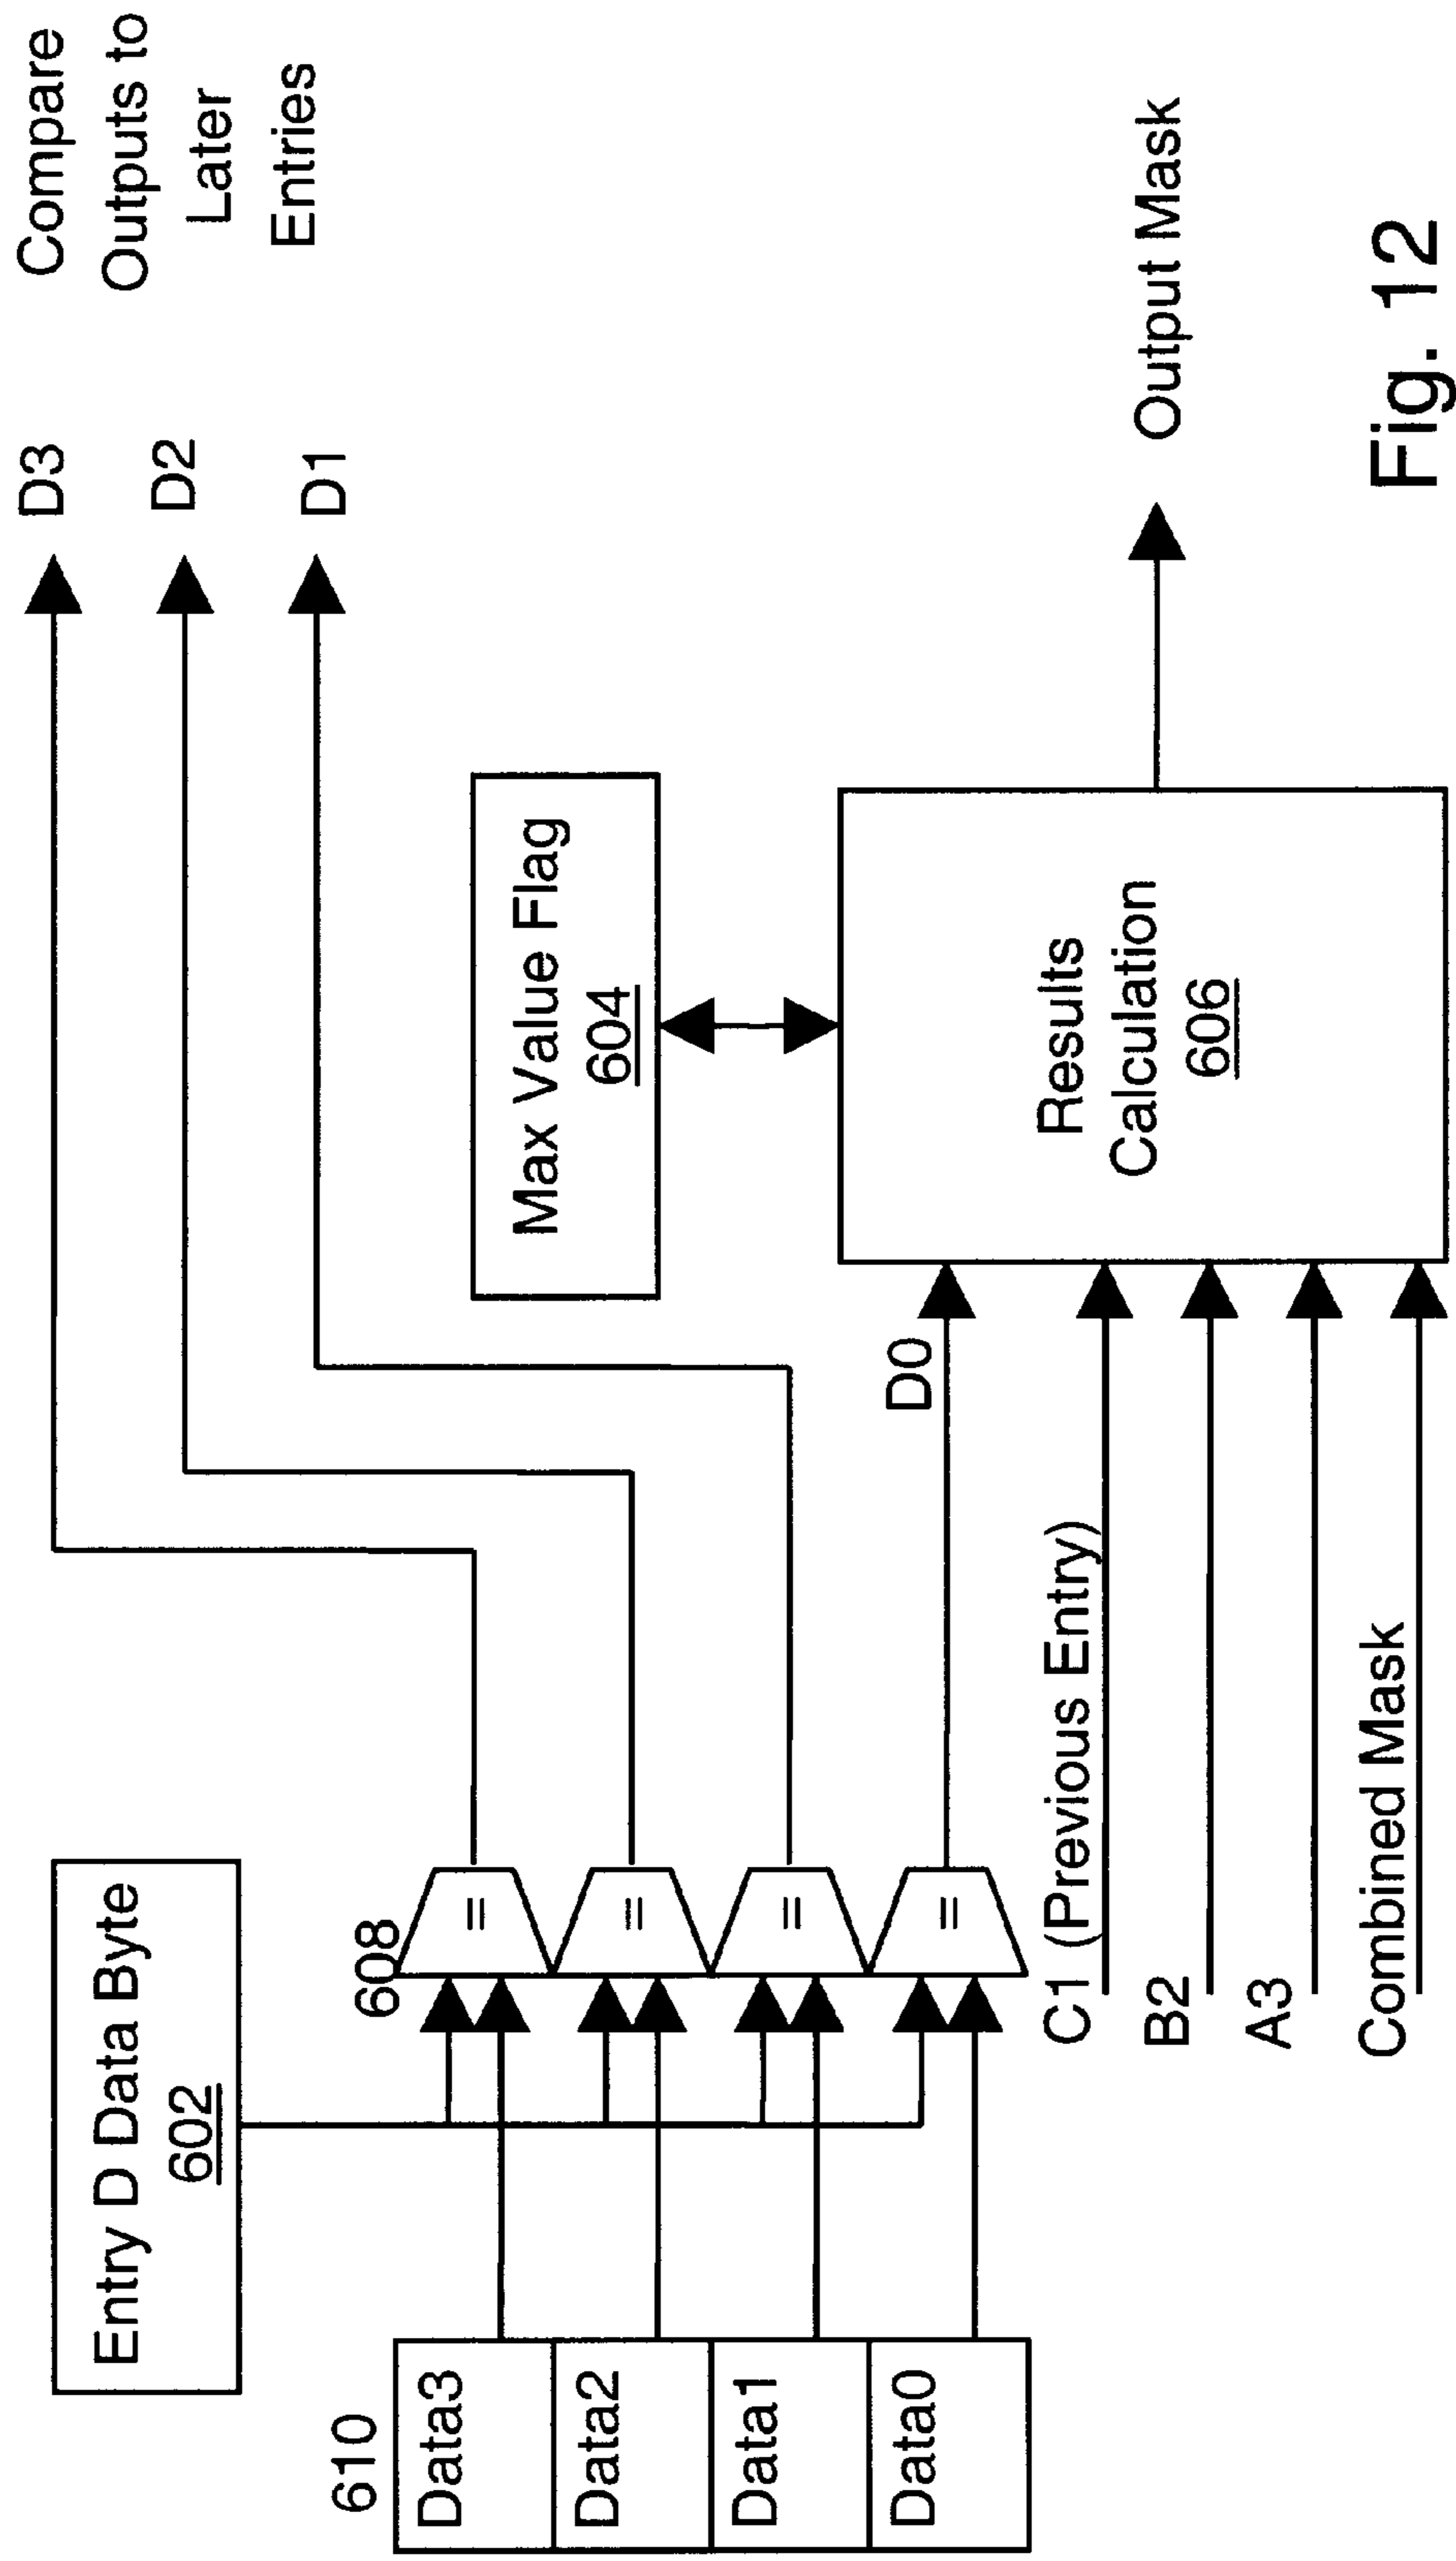 Entry D Data Byte
602
610
Data3
Data2
Data1
Data0
608
=
=
=
=
D3
D2
D1
Compare
Outputs to
Later
Entries
Max Value Flag
604
D0
C1 (Previous Entry)
B2
A3
Combined Mask
Results
Calculation
606
Output Mask
Fig. 12